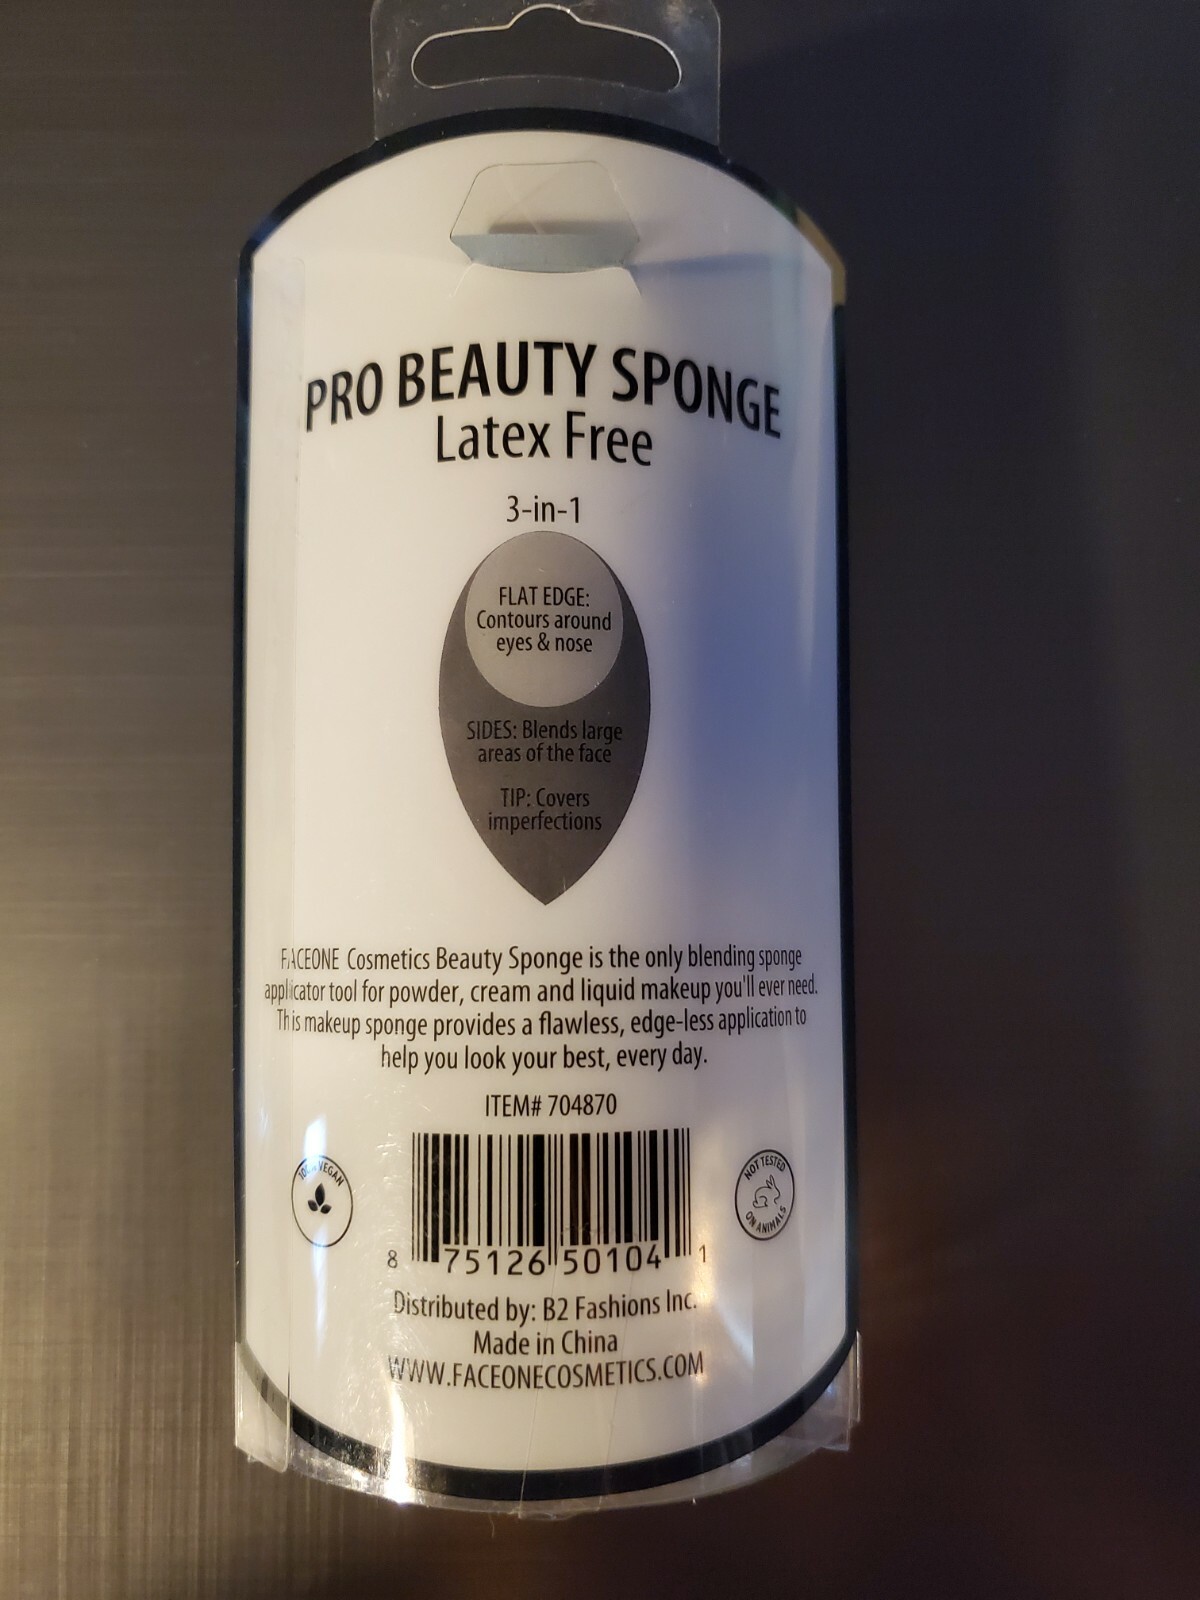 PRO BEAUTY SPONGE
Latex Free
3-in-1
FLAT EDGE:
Contours around
eyes & nose
SIDES: Blends large
areas of the face
TIP: Covers
imperfections
FACEONE Cosmetics Beauty Sponge is the only blending sponge
applicator tool for powder, cream and liquid makeup you'll ever need.
This makeup sponge provides a flawless, edge-less application to
help you look your best, every day.
ITEM# 704870
100% VEGAN
NOT TESTED
ON ANIMALS
8 75126 50104 1
Distributed by: B2 Fashions Inc.
Made in China
WWW.FACEONECOSMETICS.COM